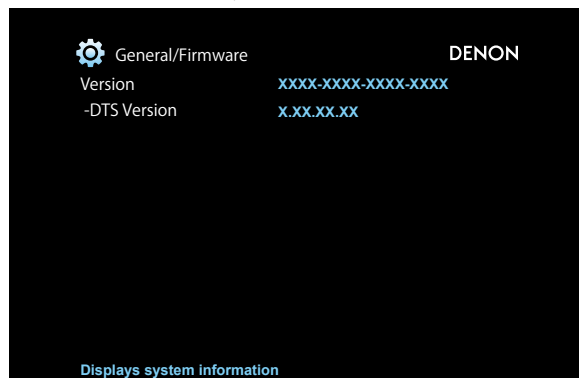 General/Firmware DENON
Version XXXX-XXXX-XXXX-XXXX
-DTS Version X.XX.XX.XX
Displays system information